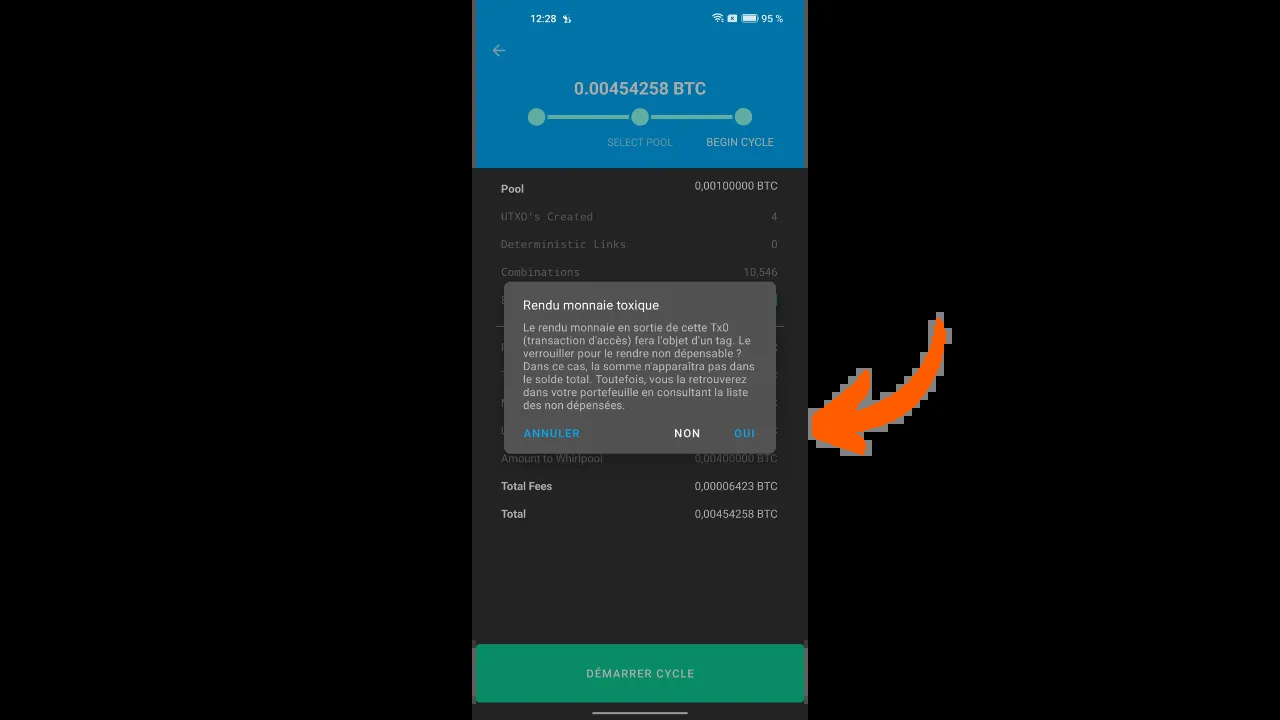 12:28 95 %
0.00454258 BTC
SELECT POOL BEGIN CYCLE
Pool 0,00100000 BTC
UTXO's Created 4
Deterministic Links 0
Combinations 10,546
Rendu monnaie toxique
Le rendu monnaie en sortie de cette Tx0
(transaction d'accès) fera l'objet d'un tag. Le
verrouiller pour le rendre non dépensable ?
Dans ce cas, la somme n'apparaîtra pas dans
le solde total. Toutefois, vous la retrouverez
dans votre portefeuille en consultant la liste
des non dépensées.
ANNULER NON OUI
Amount to Whirlpool 0,00400000 BTC
Total Fees 0,00006423 BTC
Total 0,00454258 BTC
DÉMARRER CYCLE